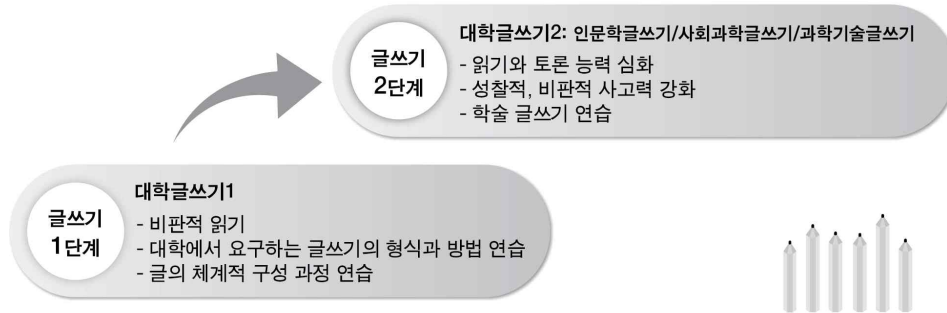 글쓰기
2단계
대학글쓰기2: 인문학글쓰기/사회과학글쓰기/과학기술글쓰기
- 읽기와 토론 능력 심화
- 성찰적, 비판적 사고력 강화
- 학술 글쓰기 연습
글쓰기
1단계
대학글쓰기1
- 비판적 읽기
- 대학에서 요구하는 글쓰기의 형식과 방법 연습
- 글의 체계적 구성 과정 연습